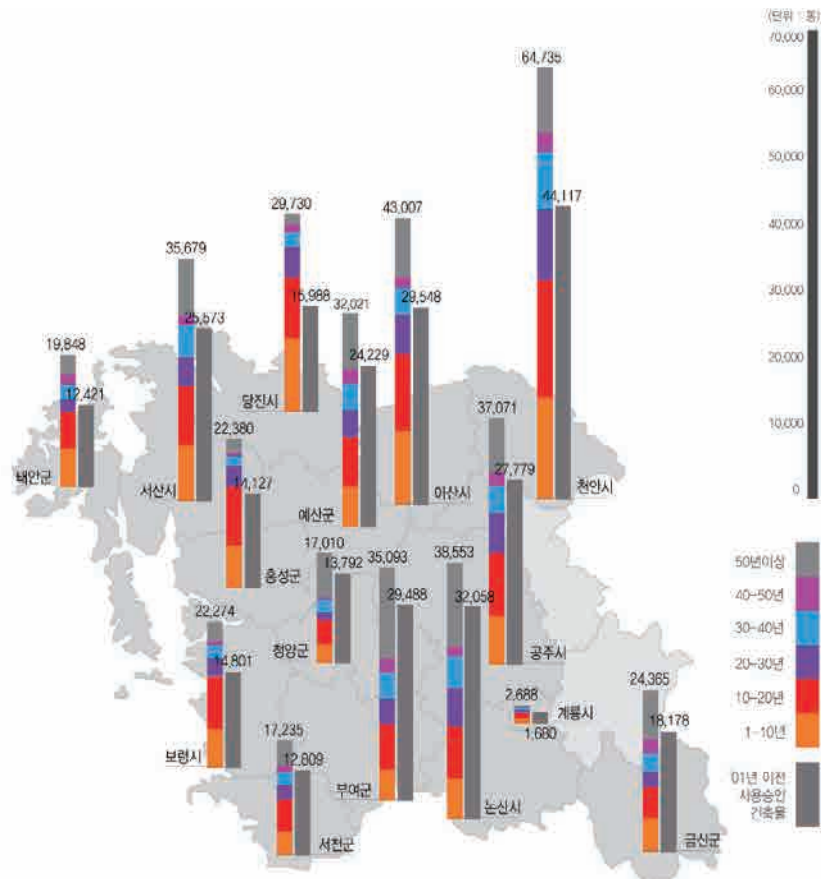 (단위 : 동)
70,000
60,000
50,000
40,000
30,000
20,000
10,000
0
64,735
44,117
천안시
29,730
15,988
당진시
43,007
29,548
아산시
35,679
25,573
서산시
32,021
24,229
예산군
19,848
12,421
태안군
22,380
14,127
홍성군
37,071
27,779
공주시
17,010
13,792
청양군
35,093
29,488
부여군
38,553
32,058
논산시
22,274
14,801
보령시
2,688
1,680
계룡시
24,365
18,178
금산군
17,235
12,809
서천군
50년이상
40-50년
30-40년
20-30년
10-20년
1-10년
01년 이전
사용승인
건축물